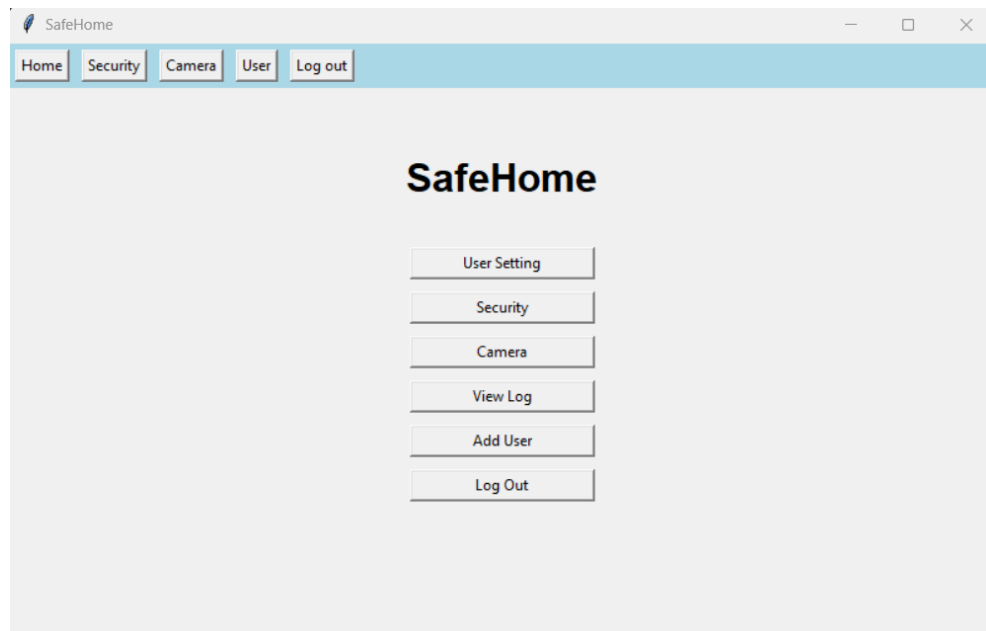 SafeHome
Home Security Camera User Log out
SafeHome
User Setting
Security
Camera
View Log
Add User
Log Out